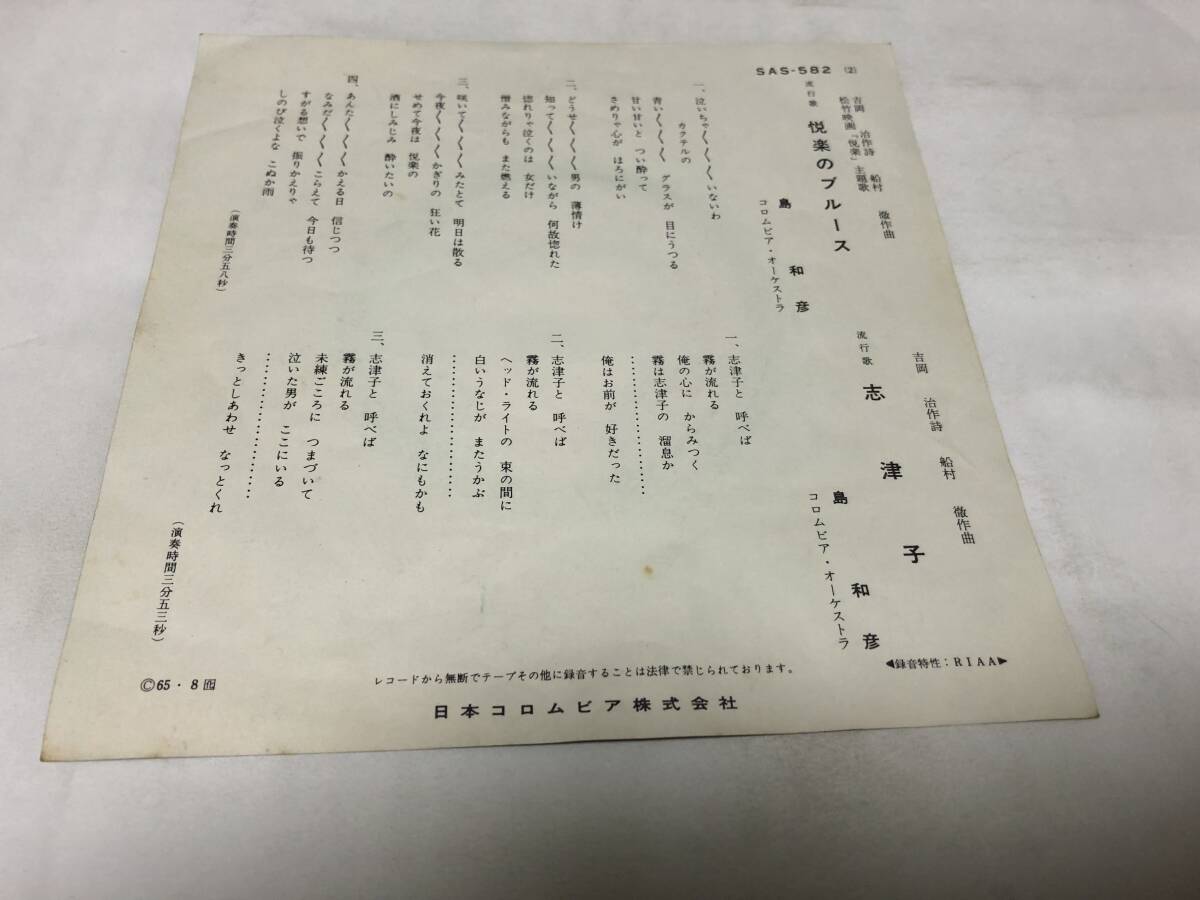 SAS-582 (2)
松竹映画「悦楽」主題歌
吉岡 治作詩 船村 徹作曲
流行歌 悦楽のブルース
島 和彦
コロムビア・オーケストラ
一、泣いちゃ〱〱〱いないわ
カクテルの
青い〱〱 グラスが 目にうつる
甘い甘いと つい酔って
さめりゃ心が ほろにがい
二、どうせ〱〱〱男の 薄情け
知って〱〱〱いながら 何故惚れた
惚れりゃ泣くのは 女だけ
憎みながらも また燃える
三、咲いて〱〱〱みたとて 明日は散る
今夜〱〱〱かぎりの 狂い花
せめて今夜は 悦楽の
酒にしみじみ 酔いたいの
四、あんた〱〱〱かえる日 信じつつ
なみだ〱〱〱こらえて 今日も待つ
すがる想いで 振りかえりゃ
しのび泣くよな こぬか雨
(演奏時間三分五八秒)
吉岡 治作詩 船村 徹作曲
流行歌 志津子
島 和彦
コロムビア・オーケストラ
一、志津子と 呼べば
霧が流れる
俺の心に からみつく
霧は志津子の 溜息か
…………………
俺はお前が 好きだった
二、志津子と 呼べば
霧が流れる
ヘッド・ライトの 束の間に
白いうなじが またうかぶ
…………………
消えておくれよ なにもかも
三、志津子と 呼べば
霧が流れる
未練ごころに つまづいて
泣いた男が ここにいる
…………………
きっとしあわせ なっとくれ
(演奏時間三分五三秒)
◀録音特性:RIAA▶
レコードから無断でテープその他に録音することは法律で禁じられております。
©65・8
日本コロムビア株式会社